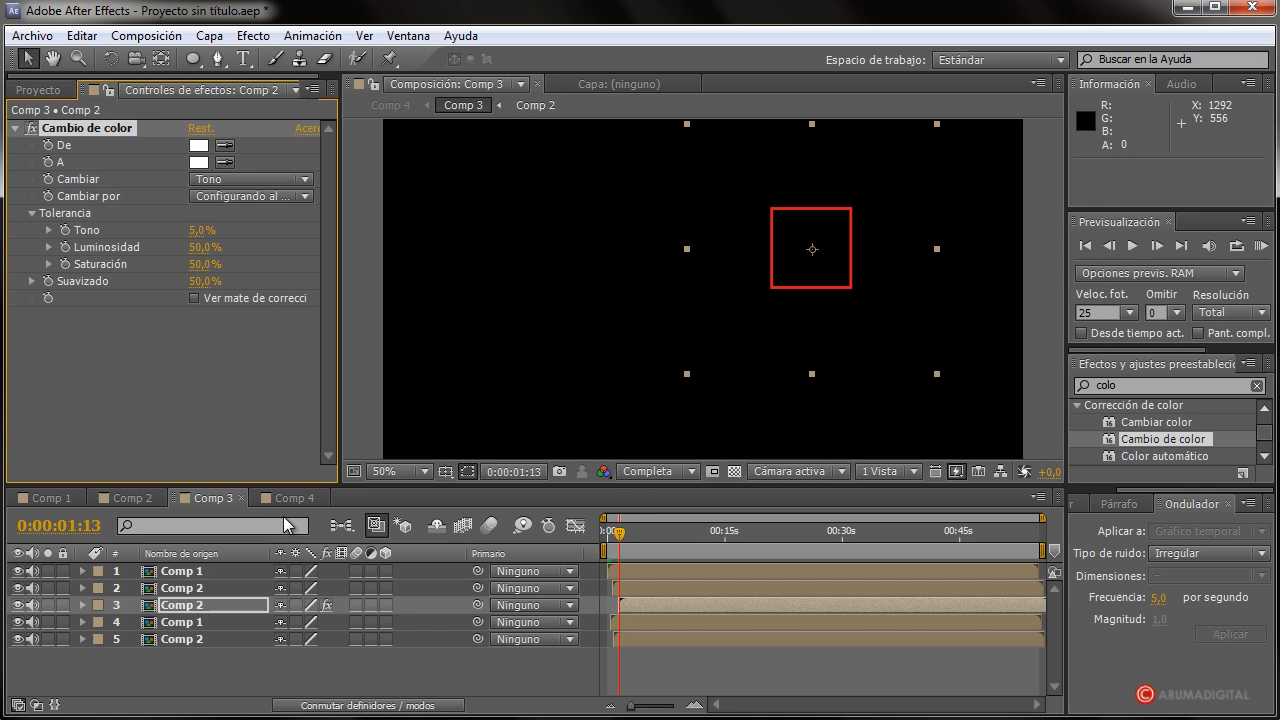 Adobe After Effects - Proyecto sin título.aep *
Archivo Editar Composición Capa Efecto Animación Ver Ventana Ayuda
Espacio de trabajo: Estándar
Buscar en la Ayuda
Proyecto
Controles de efectos: Comp 2
Comp 3 • Comp 2
fx Cambio de color Rest. Acerc
De
A
Cambiar Tono
Cambiar por Configurando al ...
Tolerancia
Tono 5,0%
Luminosidad 50,0%
Saturación 50,0%
Suavizado 50,0%
Ver mate de correcci
Composición: Comp 3
Capa: (ninguno)
Comp 4 Comp 3 Comp 2
50% 0:00:01:13 Completa Cámara activa 1 Vista +0,0
Información Audio
R: X: 1292
G: Y: 556
B:
A: 0
Previsualización
Opciones previs. RAM
Veloc. fot. Omitir Resolución
25 0 Total
Desde tiempo act. Pant. compl.
Efectos y ajustes preestablecic
colo
Corrección de color
Cambiar color
Cambio de color
Color automático
Comp 1 Comp 2 Comp 3 Comp 4
0:00:01:13
00:15s 00:30s 00:45s
# Nombre de origen fx Primario
1 Comp 1 Ninguno
2 Comp 2 Ninguno
3 Comp 2 fx Ninguno
4 Comp 1 Ninguno
5 Comp 2 Ninguno
Conmutar definidores / modos
Párrafo Ondulador
Aplicar a: Gráfico temporal
Tipo de ruido: Irregular
Dimensiones: -
Frecuencia: 5,0 por segundo
Magnitud: 1,0
Aplicar
© ARUMADIGITAL